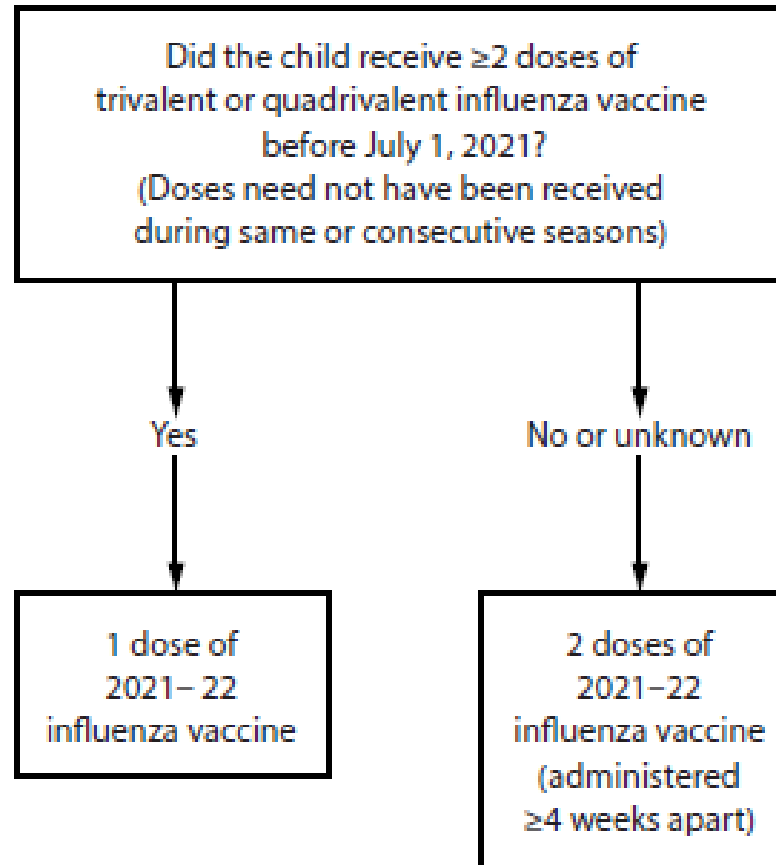 Did the child receive ≥2 doses of
trivalent or quadrivalent influenza vaccine
before July 1, 2021?
(Doses need not have been received
during same or consecutive seasons)
Yes
No or unknown
1 dose of
2021– 22
influenza vaccine
2 doses of
2021–22
influenza vaccine
(administered
≥4 weeks apart)